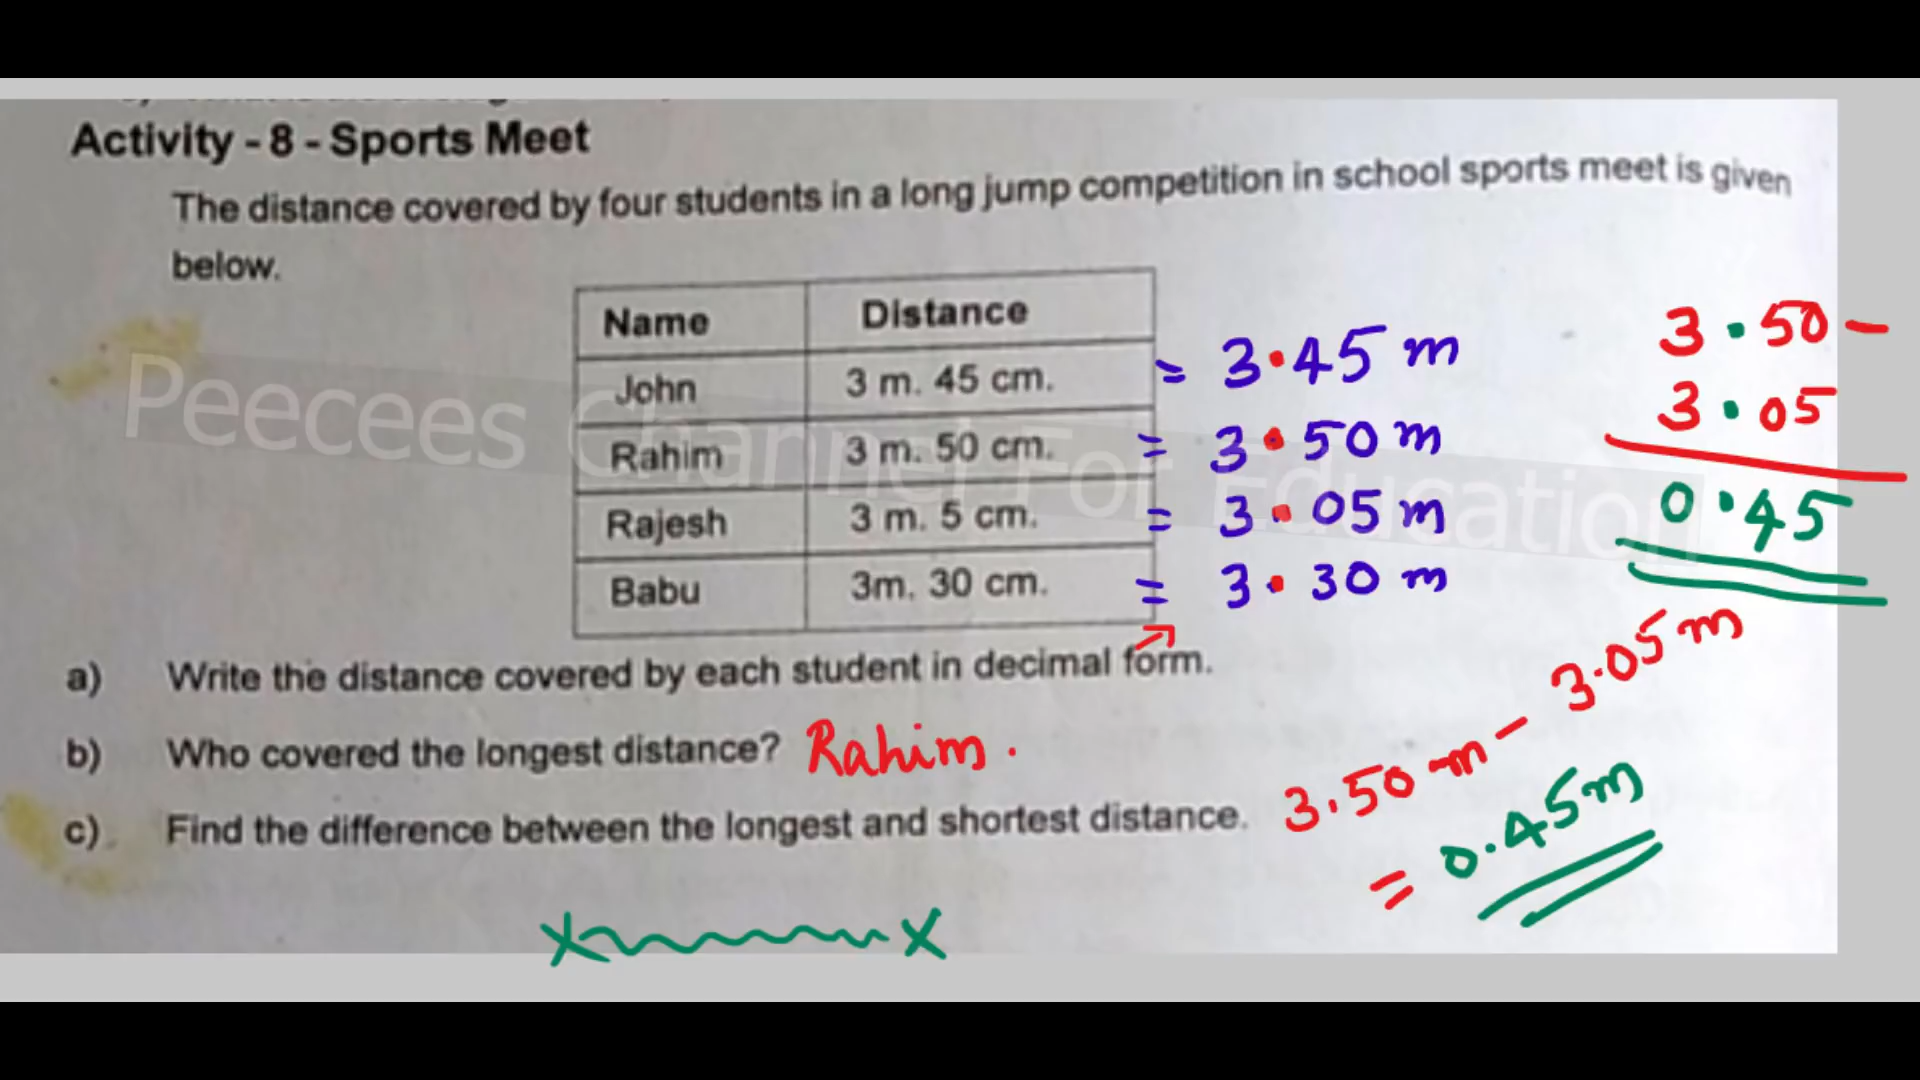 Activity - 8 - Sports Meet
The distance covered by four students in a long jump competition in school sports meet is given
below.
Name Distance
John 3 m. 45 cm. = 3.45 m
Rahim 3 m. 50 cm. = 3.50 m
Rajesh 3 m. 5 cm. = 3.05 m
Babu 3m. 30 cm. = 3.30 m
3.50 -
3.05
0.45
Peecees Channel For Education
a) Write the distance covered by each student in decimal form.
b) Who covered the longest distance? Rahim.
c) Find the difference between the longest and shortest distance. 3.50 m - 3.05 m
= 0.45 m